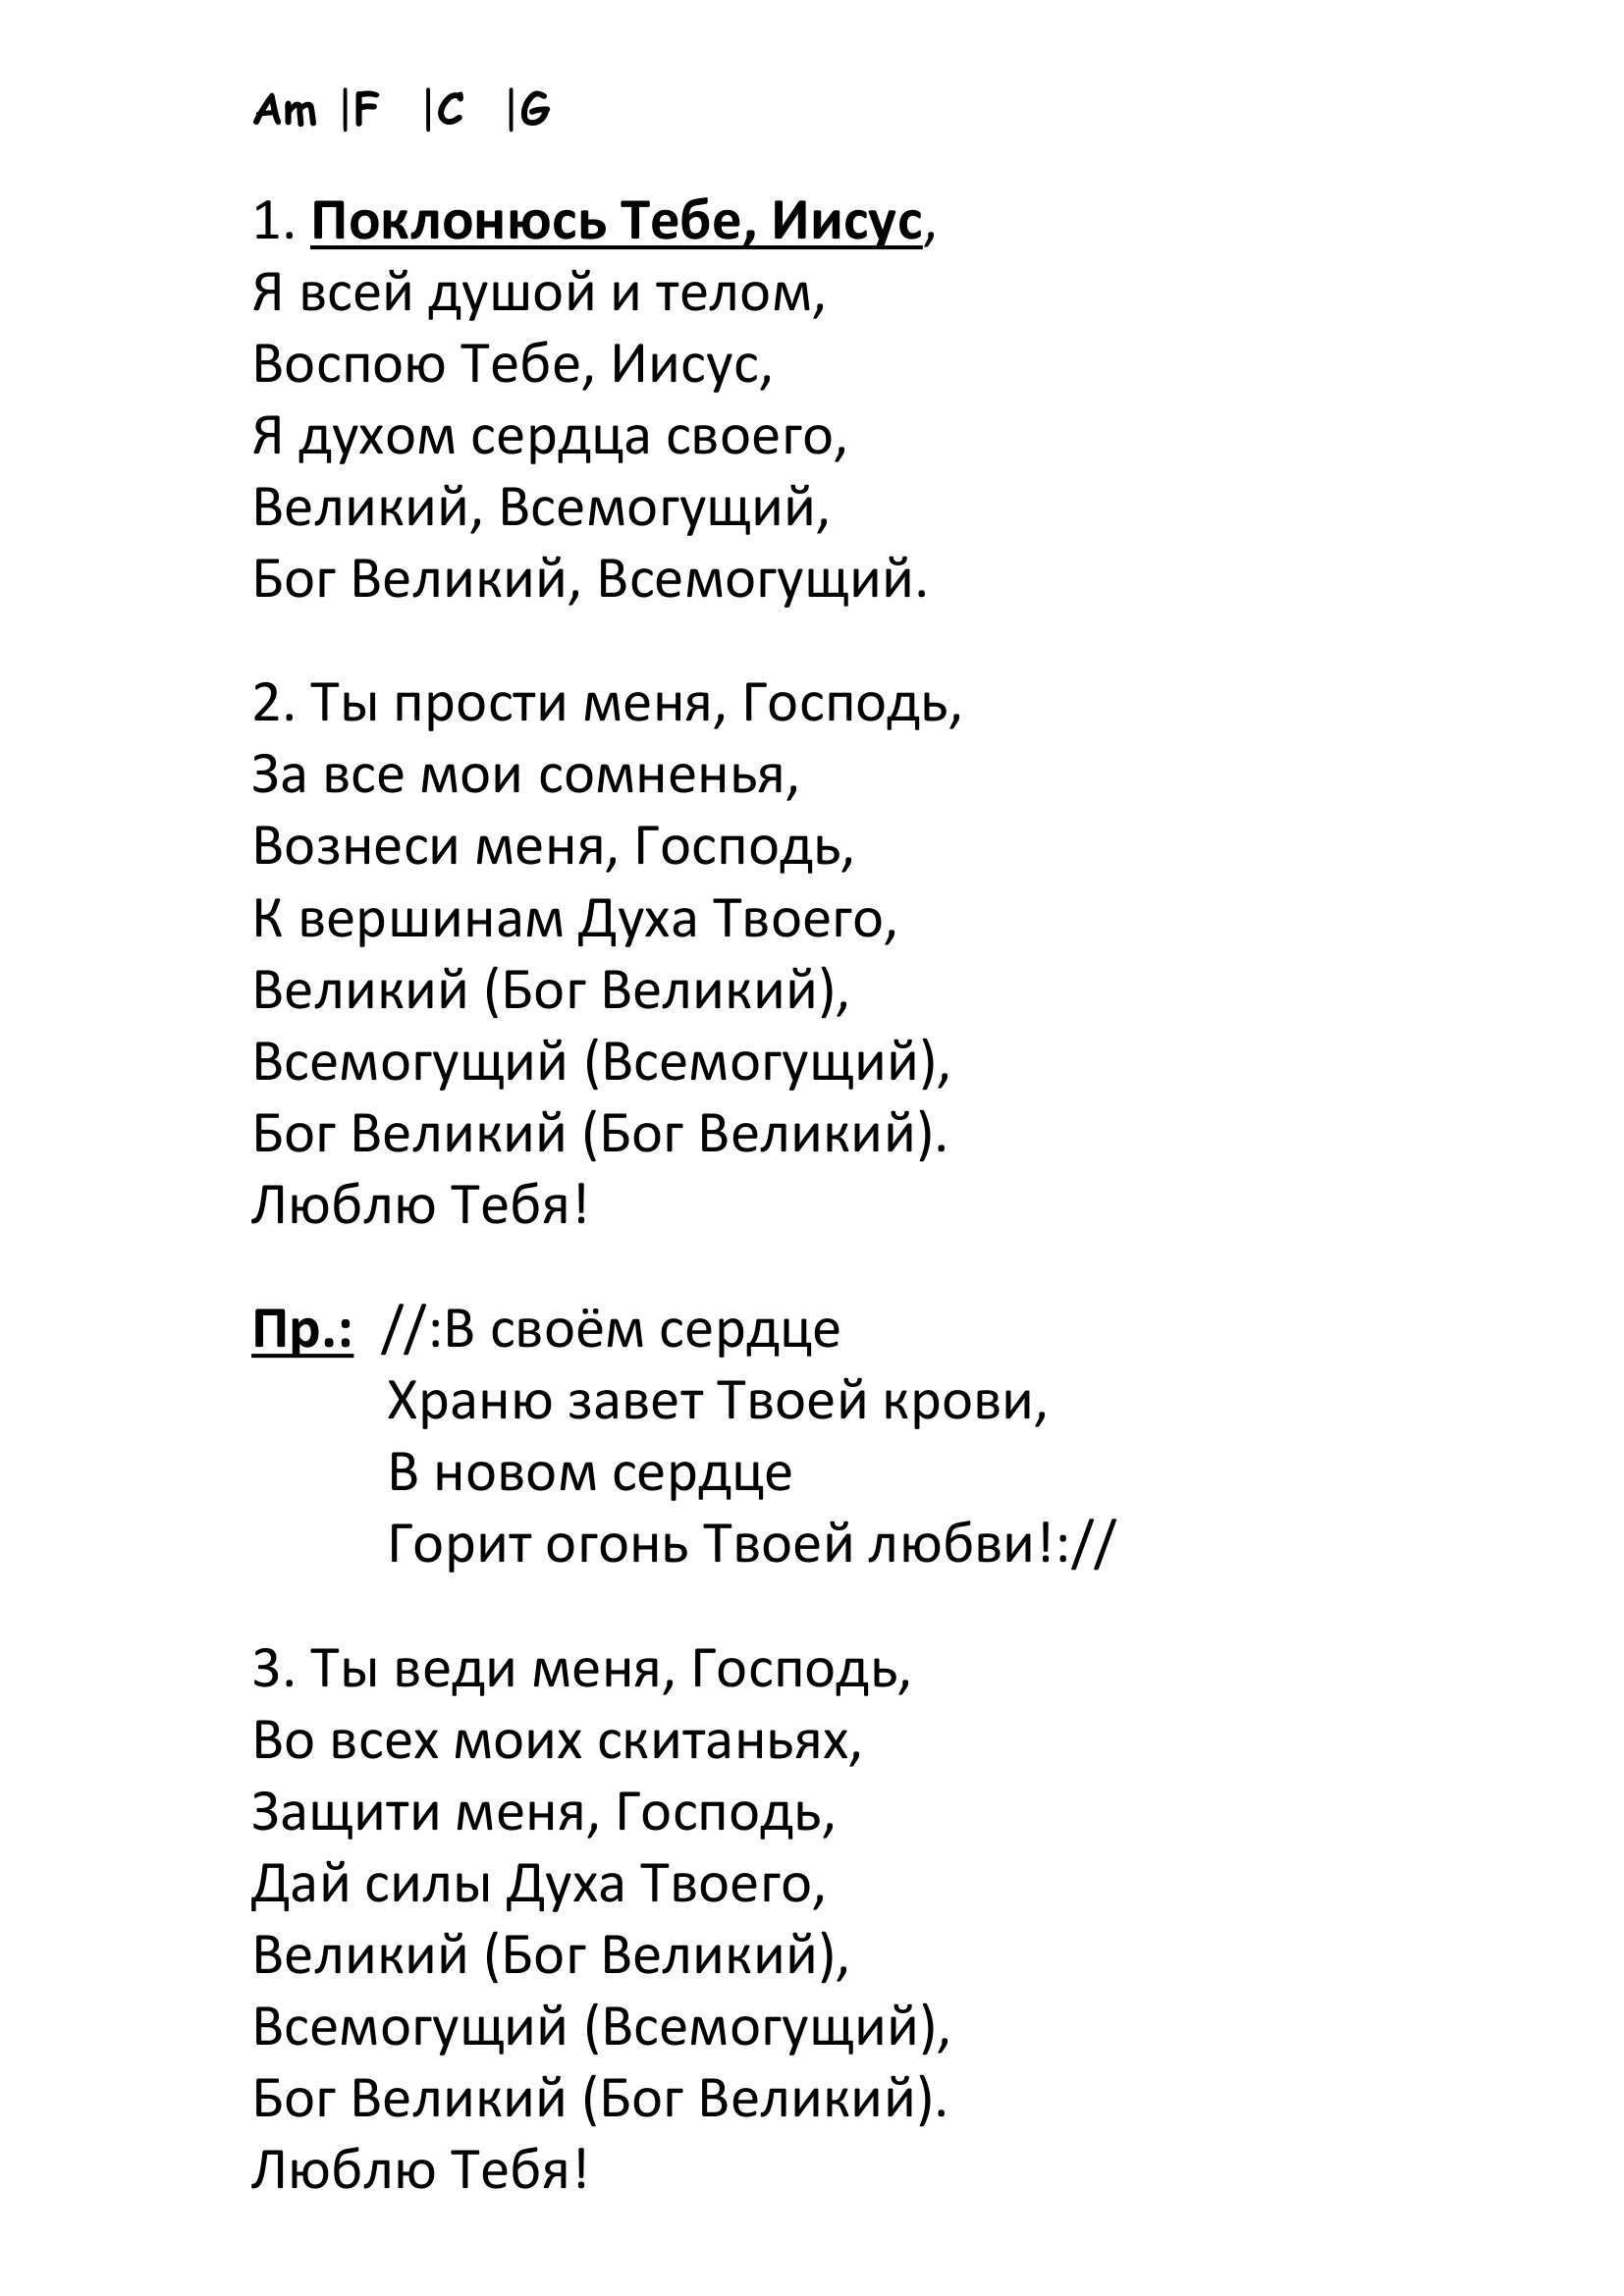 Am |F |C |G
1. Поклонюсь Тебе, Иисус,
Я всей душой и телом,
Воспою Тебе, Иисус,
Я духом сердца своего,
Великий, Всемогущий,
Бог Великий, Всемогущий.
2. Ты прости меня, Господь,
За все мои сомненья,
Вознеси меня, Господь,
К вершинам Духа Твоего,
Великий (Бог Великий),
Всемогущий (Всемогущий),
Бог Великий (Бог Великий).
Люблю Тебя!
Пр.: //:В своём сердце
Храню завет Твоей крови,
В новом сердце
Горит огонь Твоей любви!://
3. Ты веди меня, Господь,
Во всех моих скитаньях,
Защити меня, Господь,
Дай силы Духа Твоего,
Великий (Бог Великий),
Всемогущий (Всемогущий),
Бог Великий (Бог Великий).
Люблю Тебя!